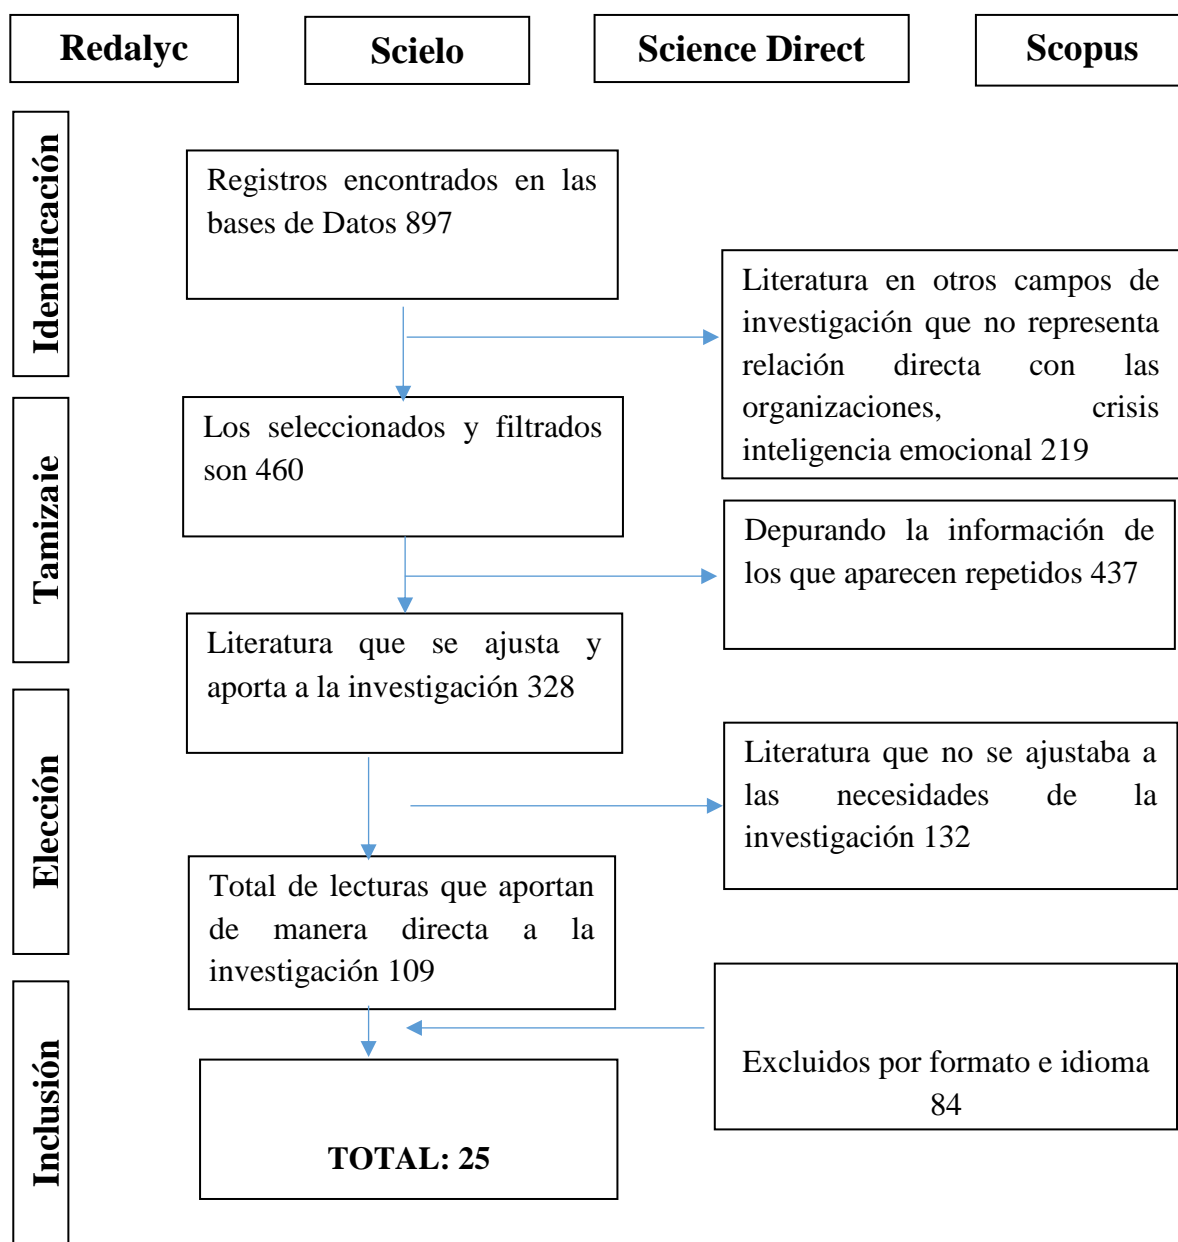 Redalyc
Scielo
Science Direct
Scopus
Identificación
Registros encontrados en las
bases de Datos 897
Literatura en otros campos de
investigación que no representa
relación directa con las
organizaciones, crisis
inteligencia emocional 219
Tamizaje
Los seleccionados y filtrados
son 460
Depurando la información de
los que aparecen repetidos 437
Literatura que se ajusta y
aporta a la investigación 328
Elección
Literatura que no se ajustaba a
las necesidades de la
investigación 132
Total de lecturas que aportan
de manera directa a la
investigación 109
Inclusión
Excluidos por formato e idioma
84
TOTAL: 25